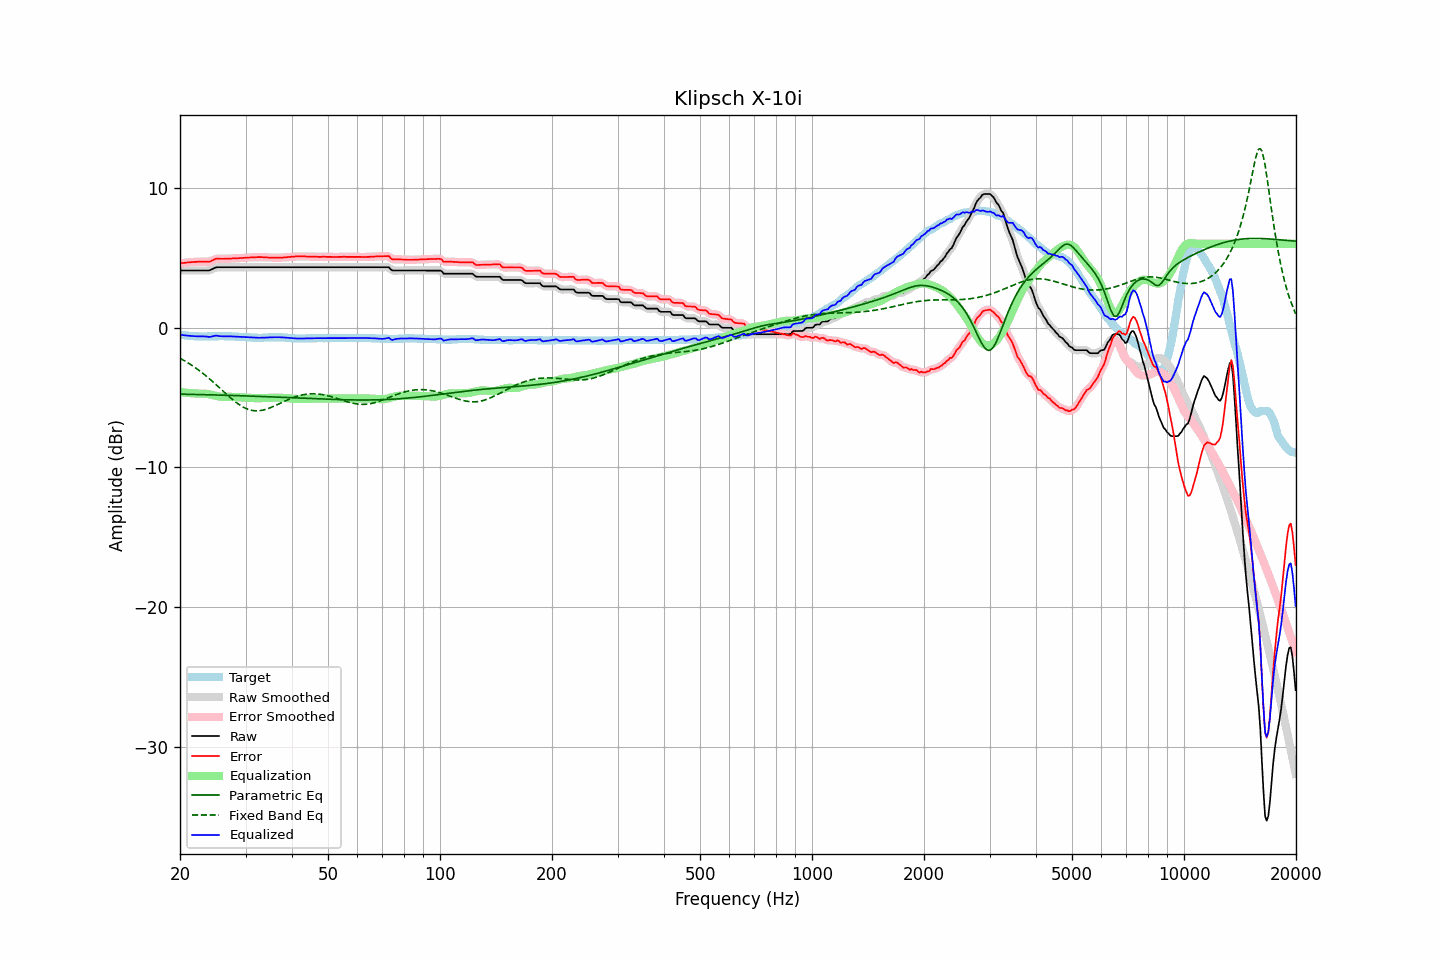 Klipsch X-10i
Amplitude (dBr)
10
0
−10
−20
−30
Target
Raw Smoothed
Error Smoothed
Raw
Error
Equalization
Parametric Eq
Fixed Band Eq
Equalized
20 50 100 200 500 1000 2000 5000 10000 20000
Frequency (Hz)